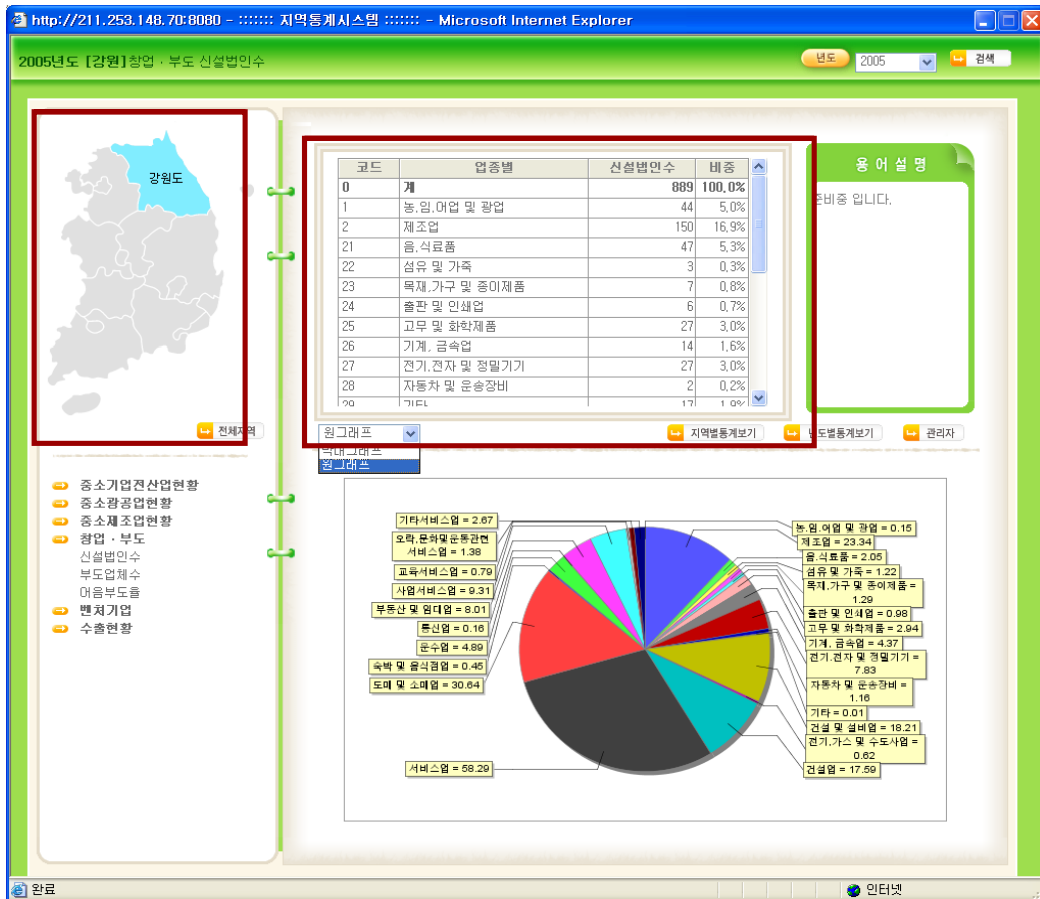 http://211.253.148.70:8080 - ::::::: 지역통계시스템 ::::::: - Microsoft Internet Explorer
2005년도 [강원]창업 · 부도 신설법인수
년도 2005 검색
강원도
전체지역
코드 업종별 신설법인수 비중
0 계 889 100.0%
1 농,임,어업 및 광업 44 5.0%
2 제조업 150 16.9%
21 음,식료품 47 5.3%
22 섬유 및 가죽 3 0.3%
23 목재,가구 및 종이제품 7 0.8%
24 출판 및 인쇄업 6 0.7%
25 고무 및 화학제품 27 3.0%
26 기계, 금속업 14 1.6%
27 전기,전자 및 정밀기기 27 3.0%
28 자동차 및 운송장비 2 0.2%
29 기타 17 1.9%
용 어 설 명
준비중 입니다.
원그래프
막대그래프
원그래프
지역별통계보기
년도별통계보기
관리자
중소기업전산업현황
중소광공업현황
중소제조업현황
창업 · 부도
신설법인수
부도업체수
어음부도율
벤처기업
수출현황
기타서비스업 = 2.67
오락,문화및운동관련
서비스업 = 1.38
교육서비스업 = 0.79
사업서비스업 = 9.31
부동산 및 임대업 = 8.01
통신업 = 0.16
운수업 = 4.89
숙박 및 음식점업 = 0.45
도매 및 소매업 = 30.64
서비스업 = 58.29
농,임,어업 및 광업 = 0.15
제조업 = 23.34
음,식료품 = 2.05
섬유 및 가죽 = 1.22
목재,가구 및 종이제품 =
1.29
출판 및 인쇄업 = 0.98
고무 및 화학제품 = 2.94
기계, 금속업 = 4.37
전기,전자 및 정밀기기 =
7.83
자동차 및 운송장비 =
1.16
기타 = 0.01
건설 및 설비업 = 18.21
전기,가스 및 수도사업 =
0.62
건설업 = 17.59
완료
인터넷